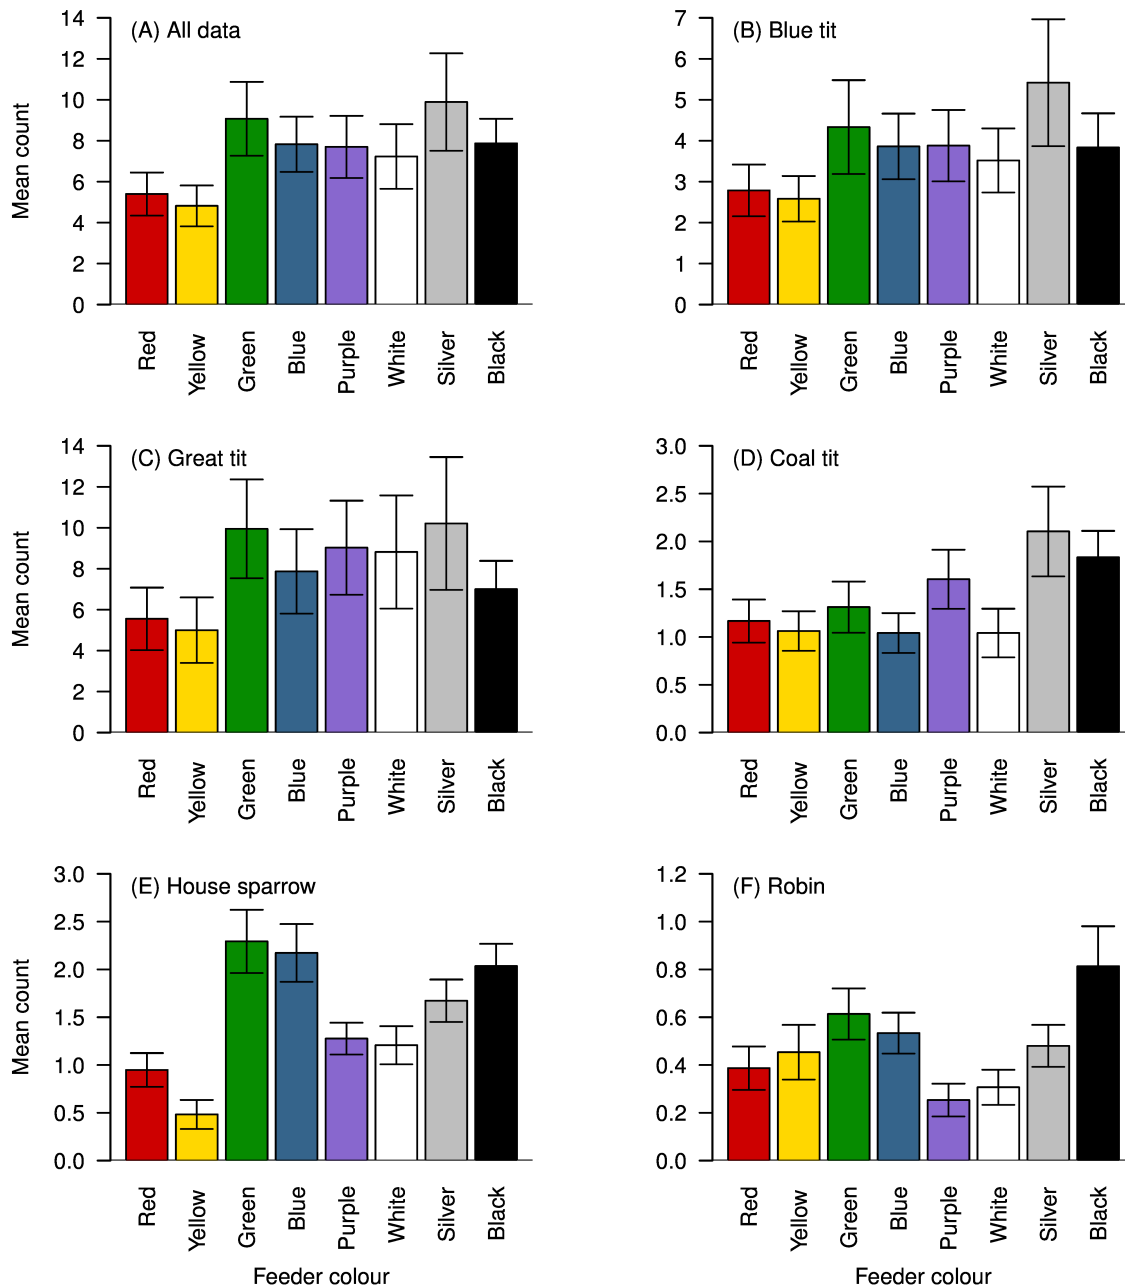 (A) All data
Mean count
14
12
10
8
6
4
2
0
Red
Yellow
Green
Blue
Purple
White
Silver
Black
(B) Blue tit
7
6
5
4
3
2
1
0
Red
Yellow
Green
Blue
Purple
White
Silver
Black
(C) Great tit
Mean count
14
12
10
8
6
4
2
0
Red
Yellow
Green
Blue
Purple
White
Silver
Black
(D) Coal tit
3.0
2.5
2.0
1.5
1.0
0.5
0.0
Red
Yellow
Green
Blue
Purple
White
Silver
Black
(E) House sparrow
Mean count
3.0
2.5
2.0
1.5
1.0
0.5
0.0
Red
Yellow
Green
Blue
Purple
White
Silver
Black
Feeder colour
(F) Robin
1.2
1.0
0.8
0.6
0.4
0.2
0.0
Red
Yellow
Green
Blue
Purple
White
Silver
Black
Feeder colour